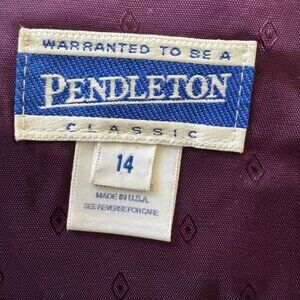 WARRANTED TO BE A
PENDLETON
CLASSIC
14
MADE IN U.S.A.
SEE REVERSE FOR CARE